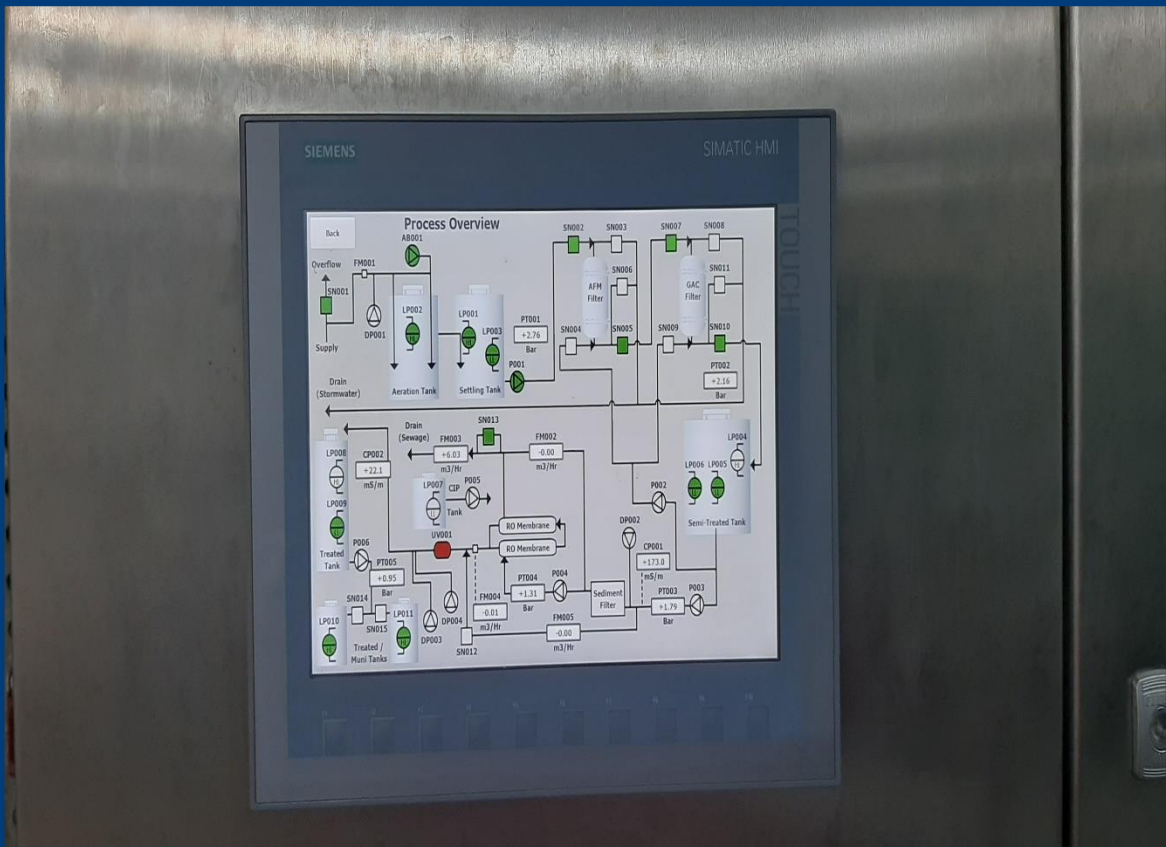 SIEMENS
SIMATIC HMI
TOUCH
Back
Process Overview
AB001
SN002
SN003
SN007
SN008
Overflow
FM001
SN001
SN006
SN011
AFM
Filter
GAC
Filter
LP002
LP001
LP003
PT001
+2.76
Bar
DP001
Supply
SN004
SN005
SN009
SN010
P001
PT002
+2.16
Bar
Aeration Tank
Settling Tank
Drain
(Stormwater)
Drain
(Sewage)
SN013
FM003
+6.03
m3/Hr
FM002
-0.00
m3/Hr
LP008
CP002
+22.1
mS/m
LP004
LP006
LP005
LP007
CIP
Tank
P005
P002
Semi-Treated Tank
LP009
RO Membrane
RO Membrane
UV001
DP002
CP001
+173.0
mS/m
Treated
Tank
P006
PT005
+0.95
Bar
PT004
+1.31
Bar
P004
Sediment
Filter
PT003
+1.79
Bar
P003
FM004
-0.01
m3/Hr
FM005
-0.00
m3/Hr
SN014
SN015
LP010
LP011
DP003
DP004
SN012
Treated /
Muni Tanks